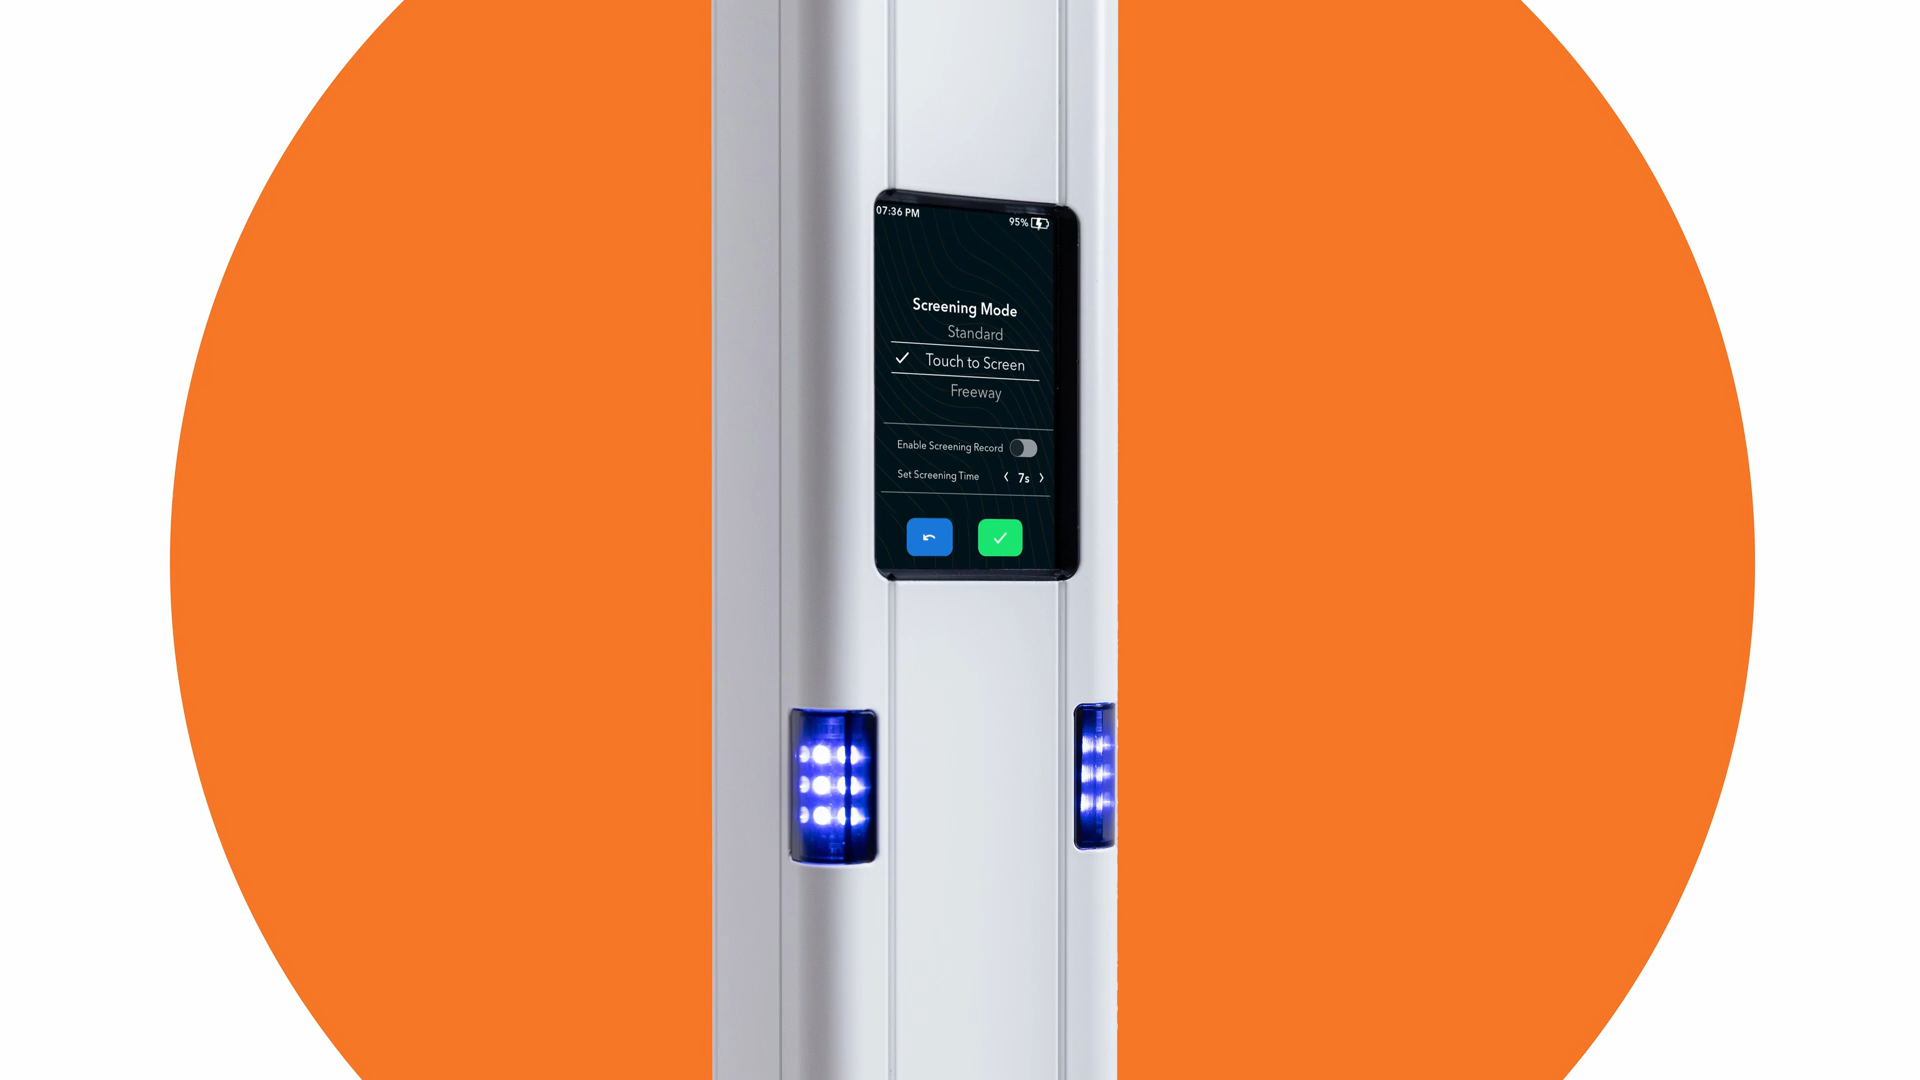 07:36 PM
95%
Screening Mode
Standard
Touch to Screen
Freeway
Enable Screening Record
Set Screening Time
7s